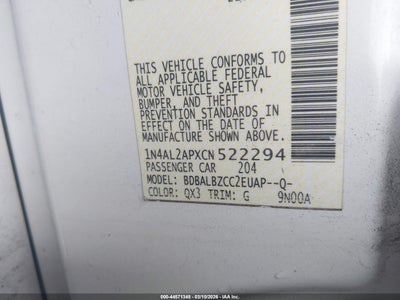 THIS VEHICLE CONFORMS TO
ALL APPLICABLE FEDERAL
MOTOR VEHICLE SAFETY,
BUMPER, AND THEFT
PREVENTION STANDARDS IN
EFFECT ON THE DATE OF
MANUFACTURE SHOWN ABOVE.
1N4AL2APXCN522294
PASSENGER CAR 204
MODEL: BDBALBZCC2EUAP--Q-
COLOR: QX3 TRIM: G 9N00A
000-44571348 - 03/10/2026 - IAAI.COM